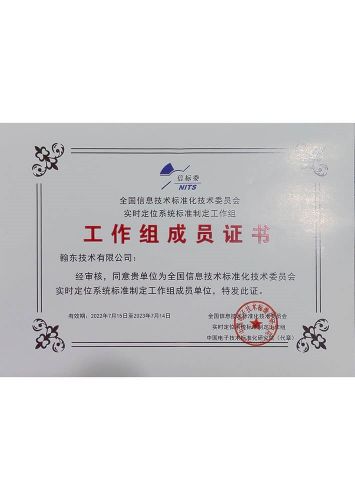 信标委
NITS
全国信息技术标准化技术委员会
实时定位系统标准制定工作组
工作组成员证书
翰东技术有限公司：
经审核，同意贵单位为全国信息技术标准化技术委员会
实时定位系统标准制定工作组成员单位，特发此证。
有效期：2022年7月15日至2023年7月14日
全国信息技术标准化技术委员会
实时定位系统标准制定工作组
中国电子技术标准化研究院（代章）